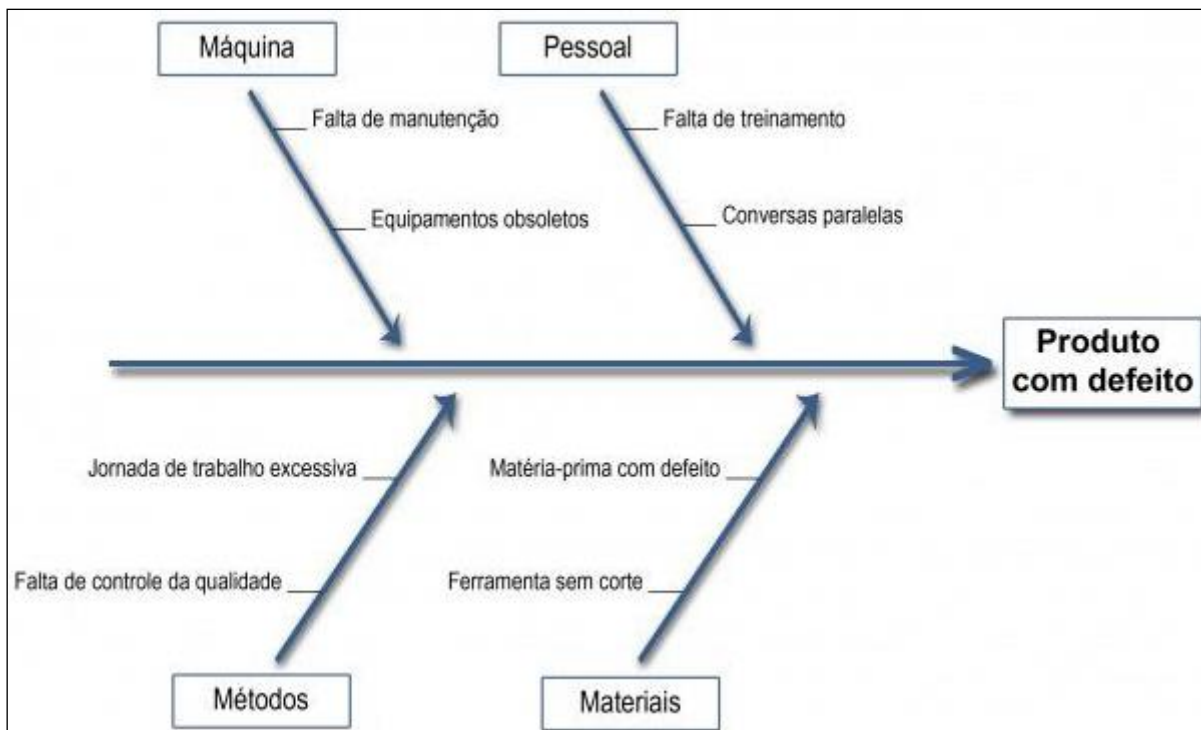 Máquina
Pessoal
Falta de manutenção
Falta de treinamento
Equipamentos obsoletos
Conversas paralelas
Produto
com defeito
Jornada de trabalho excessiva
Matéria-prima com defeito
Falta de controle da qualidade
Ferramenta sem corte
Métodos
Materiais